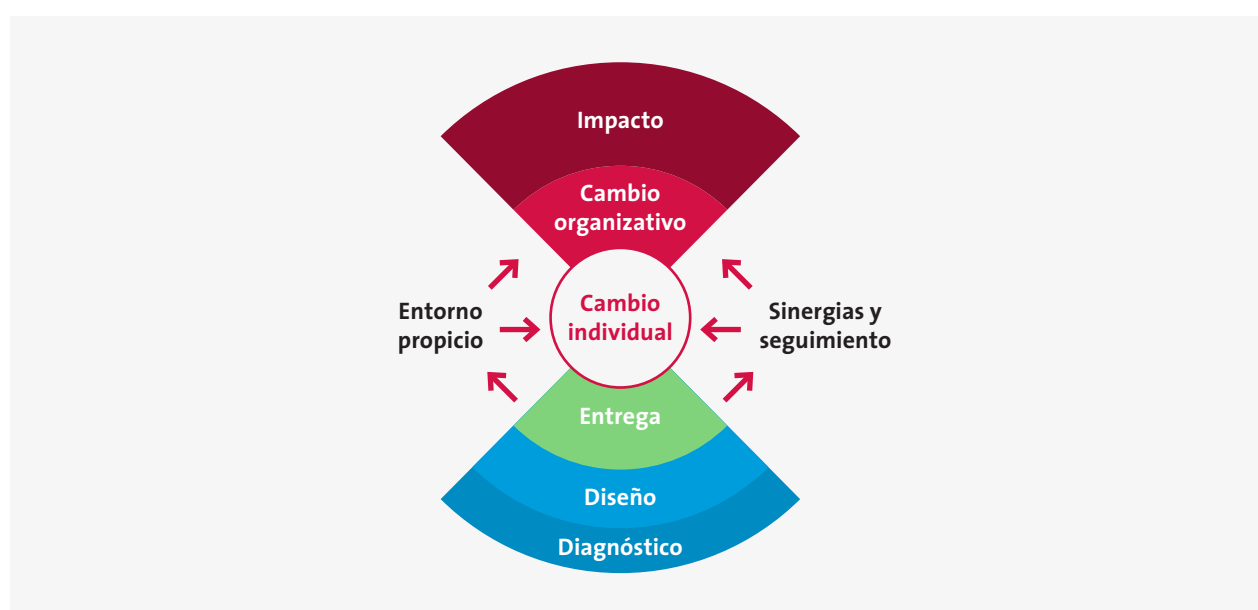 Impacto
Cambio
organizativo
Entorno
propicio
Cambio
individual
Sinergias y
seguimiento
Entrega
Diseño
Diagnóstico